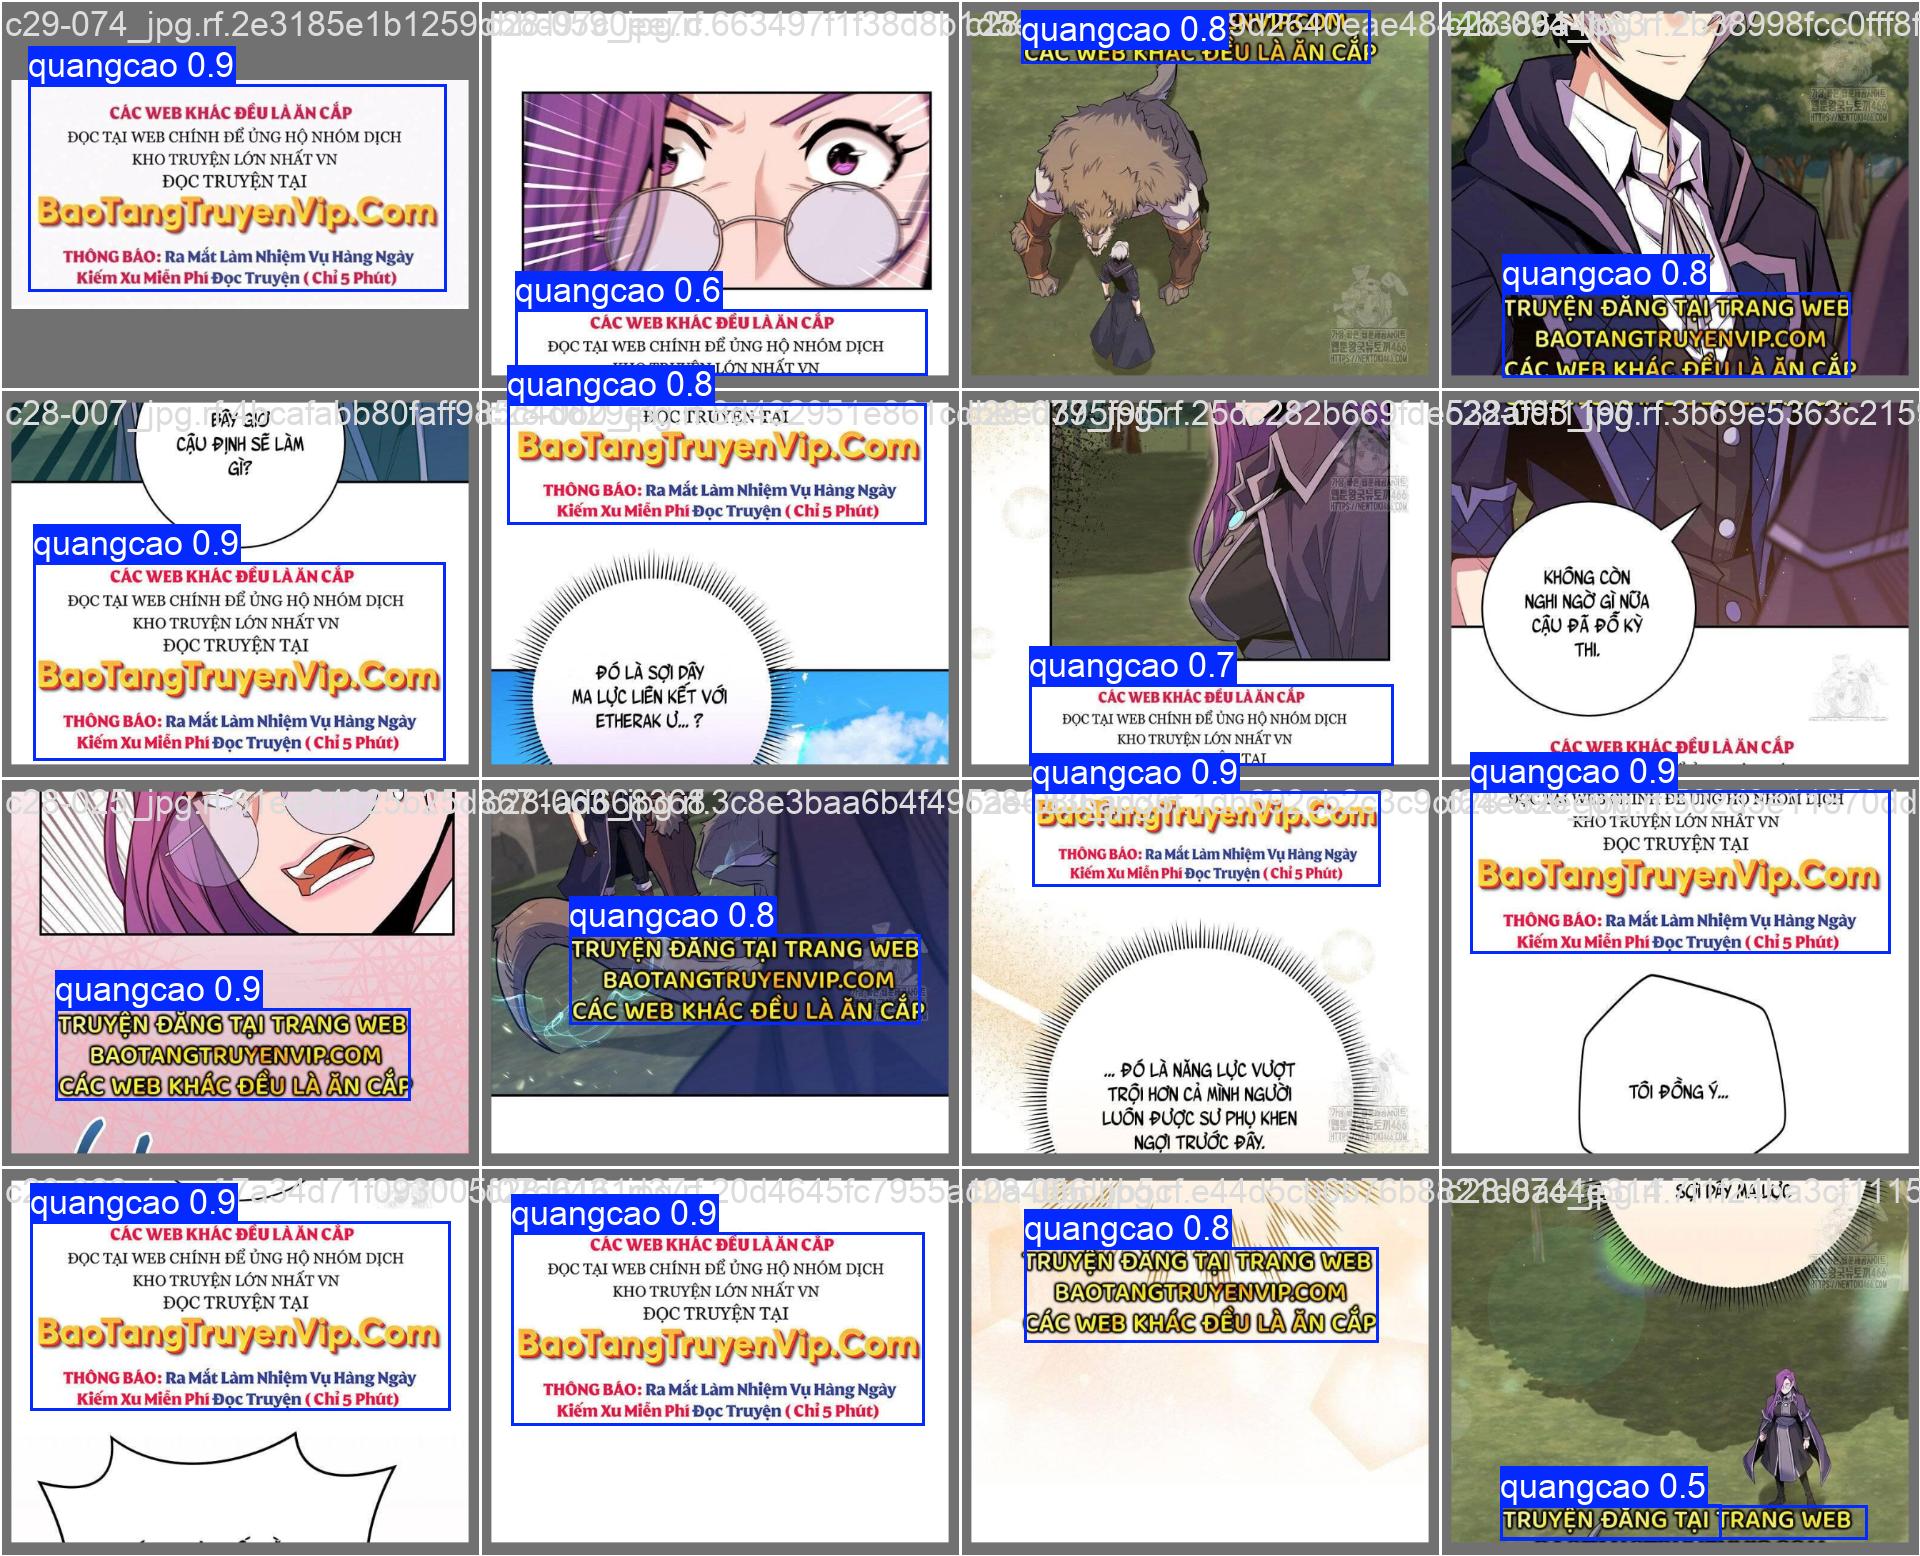 quangcao 0.9
CÁC WEB KHÁC ĐỀU LÀ ĂN CẮP
ĐỌC TẠI WEB CHÍNH ĐỂ ỦNG HỘ NHÓM DỊCH
KHO TRUYỆN LỚN NHẤT VN
ĐỌC TRUYỆN TẠI
BaoTangTruyenVip.Com
THÔNG BÁO: Ra Mắt Làm Nhiệm Vụ Hàng Ngày
Kiếm Xu Miễn Phí Đọc Truyện ( Chỉ 5 Phút)
quangcao 0.6
CÁC WEB KHÁC ĐỀU LÀ ĂN CẮP
ĐỌC TẠI WEB CHÍNH ĐỂ ỦNG HỘ NHÓM DỊCH
KHO TRUYỆN LỚN NHẤT VN
quangcao 0.8
CÁC WEB KHÁC ĐỀU LÀ ĂN CẮP
quangcao 0.8
TRUYỆN ĐĂNG TẠI TRANG WEB
BAOTANGTRUYENVIP.COM
CÁC WEB KHÁC ĐỀU LÀ ĂN CẮP
ĐÂY GIỜ
CẬU ĐỊNH SẼ LÀM
GÌ?
quangcao 0.9
CÁC WEB KHÁC ĐỀU LÀ ĂN CẮP
ĐỌC TẠI WEB CHÍNH ĐỂ ỦNG HỘ NHÓM DỊCH
KHO TRUYỆN LỚN NHẤT VN
ĐỌC TRUYỆN TẠI
BaoTangTruyenVip.Com
THÔNG BÁO: Ra Mắt Làm Nhiệm Vụ Hàng Ngày
Kiếm Xu Miễn Phí Đọc Truyện ( Chỉ 5 Phút)
quangcao 0.8
ĐỌC TRUYỆN TẠI
BaoTangTruyenVip.Com
THÔNG BÁO: Ra Mắt Làm Nhiệm Vụ Hàng Ngày
Kiếm Xu Miễn Phí Đọc Truyện ( Chỉ 5 Phút)
ĐÓ LÀ SỢI DÂY
MA LỰC LIÊN KẾT VỚI
ETHERAK Ư... ?
quangcao 0.7
CÁC WEB KHÁC ĐỀU LÀ ĂN CẮP
ĐỌC TẠI WEB CHÍNH ĐỂ ỦNG HỘ NHÓM DỊCH
KHO TRUYỆN LỚN NHẤT VN
TẠI
KHÔNG CÒN
NGHI NGỜ GÌ NỮA
CẬU ĐÃ ĐỖ KỲ
THI.
CÁC WEB KHÁC ĐỀU LÀ ĂN CẮP
quangcao 0.9
TRUYỆN ĐĂNG TẠI TRANG WEB
BAOTANGTRUYENVIP.COM
CÁC WEB KHÁC ĐỀU LÀ ĂN CẮP
quangcao 0.8
TRUYỆN ĐĂNG TẠI TRANG WEB
BAOTANGTRUYENVIP.COM
CÁC WEB KHÁC ĐỀU LÀ ĂN CẮP
quangcao 0.9
BaoTangTruyenVip.Com
THÔNG BÁO: Ra Mắt Làm Nhiệm Vụ Hàng Ngày
Kiếm Xu Miễn Phí Đọc Truyện ( Chỉ 5 Phút)
... ĐÓ LÀ NĂNG LỰC VƯỢT
TRỘI HƠN CẢ MÌNH NGƯỜI
LUÔN ĐƯỢC SƯ PHỤ KHEN
NGỢI TRƯỚC ĐÂY.
quangcao 0.9
ĐỌC TẠI WEB CHÍNH ĐỂ ỦNG HỘ NHÓM DỊCH
KHO TRUYỆN LỚN NHẤT VN
ĐỌC TRUYỆN TẠI
BaoTangTruyenVip.Com
THÔNG BÁO: Ra Mắt Làm Nhiệm Vụ Hàng Ngày
Kiếm Xu Miễn Phí Đọc Truyện ( Chỉ 5 Phút)
TÔI ĐỒNG Ý...
quangcao 0.9
CÁC WEB KHÁC ĐỀU LÀ ĂN CẮP
ĐỌC TẠI WEB CHÍNH ĐỂ ỦNG HỘ NHÓM DỊCH
KHO TRUYỆN LỚN NHẤT VN
ĐỌC TRUYỆN TẠI
BaoTangTruyenVip.Com
THÔNG BÁO: Ra Mắt Làm Nhiệm Vụ Hàng Ngày
Kiếm Xu Miễn Phí Đọc Truyện ( Chỉ 5 Phút)
quangcao 0.9
CÁC WEB KHÁC ĐỀU LÀ ĂN CẮP
ĐỌC TẠI WEB CHÍNH ĐỂ ỦNG HỘ NHÓM DỊCH
KHO TRUYỆN LỚN NHẤT VN
ĐỌC TRUYỆN TẠI
BaoTangTruyenVip.Com
THÔNG BÁO: Ra Mắt Làm Nhiệm Vụ Hàng Ngày
Kiếm Xu Miễn Phí Đọc Truyện ( Chỉ 5 Phút)
quangcao 0.8
TRUYỆN ĐĂNG TẠI TRANG WEB
BAOTANGTRUYENVIP.COM
CÁC WEB KHÁC ĐỀU LÀ ĂN CẮP
SỢI DÂY MA LỰC
quangcao 0.5
TRUYỆN ĐĂNG TẠI TRANG WEB